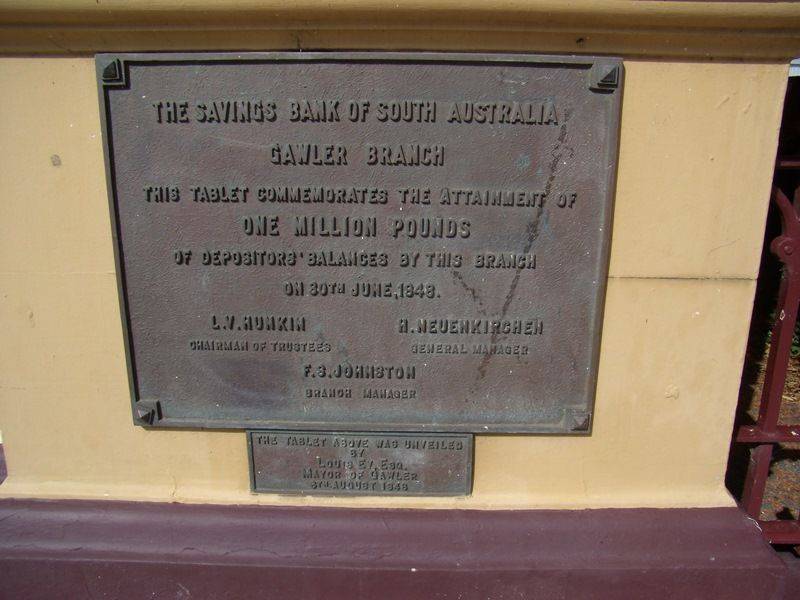 THE SAVINGS BANK OF SOUTH AUSTRALIA
GAWLER BRANCH
THIS TABLET COMMEMORATES THE ATTAINMENT OF
ONE MILLION POUNDS
OF DEPOSITORS' BALANCES BY THIS BRANCH
ON 30TH JUNE, 1948.
L.V. HUNKIN
H. NEUENKIRCHEN
CHAIRMAN OF TRUSTEES
GENERAL MANAGER
F.S. JOHNSTON
BRANCH MANAGER
THE TABLET ABOVE WAS UNVEILED
BY
LOUIS EY, ESQ.
MAYOR OF GAWLER
AUGUST 1948